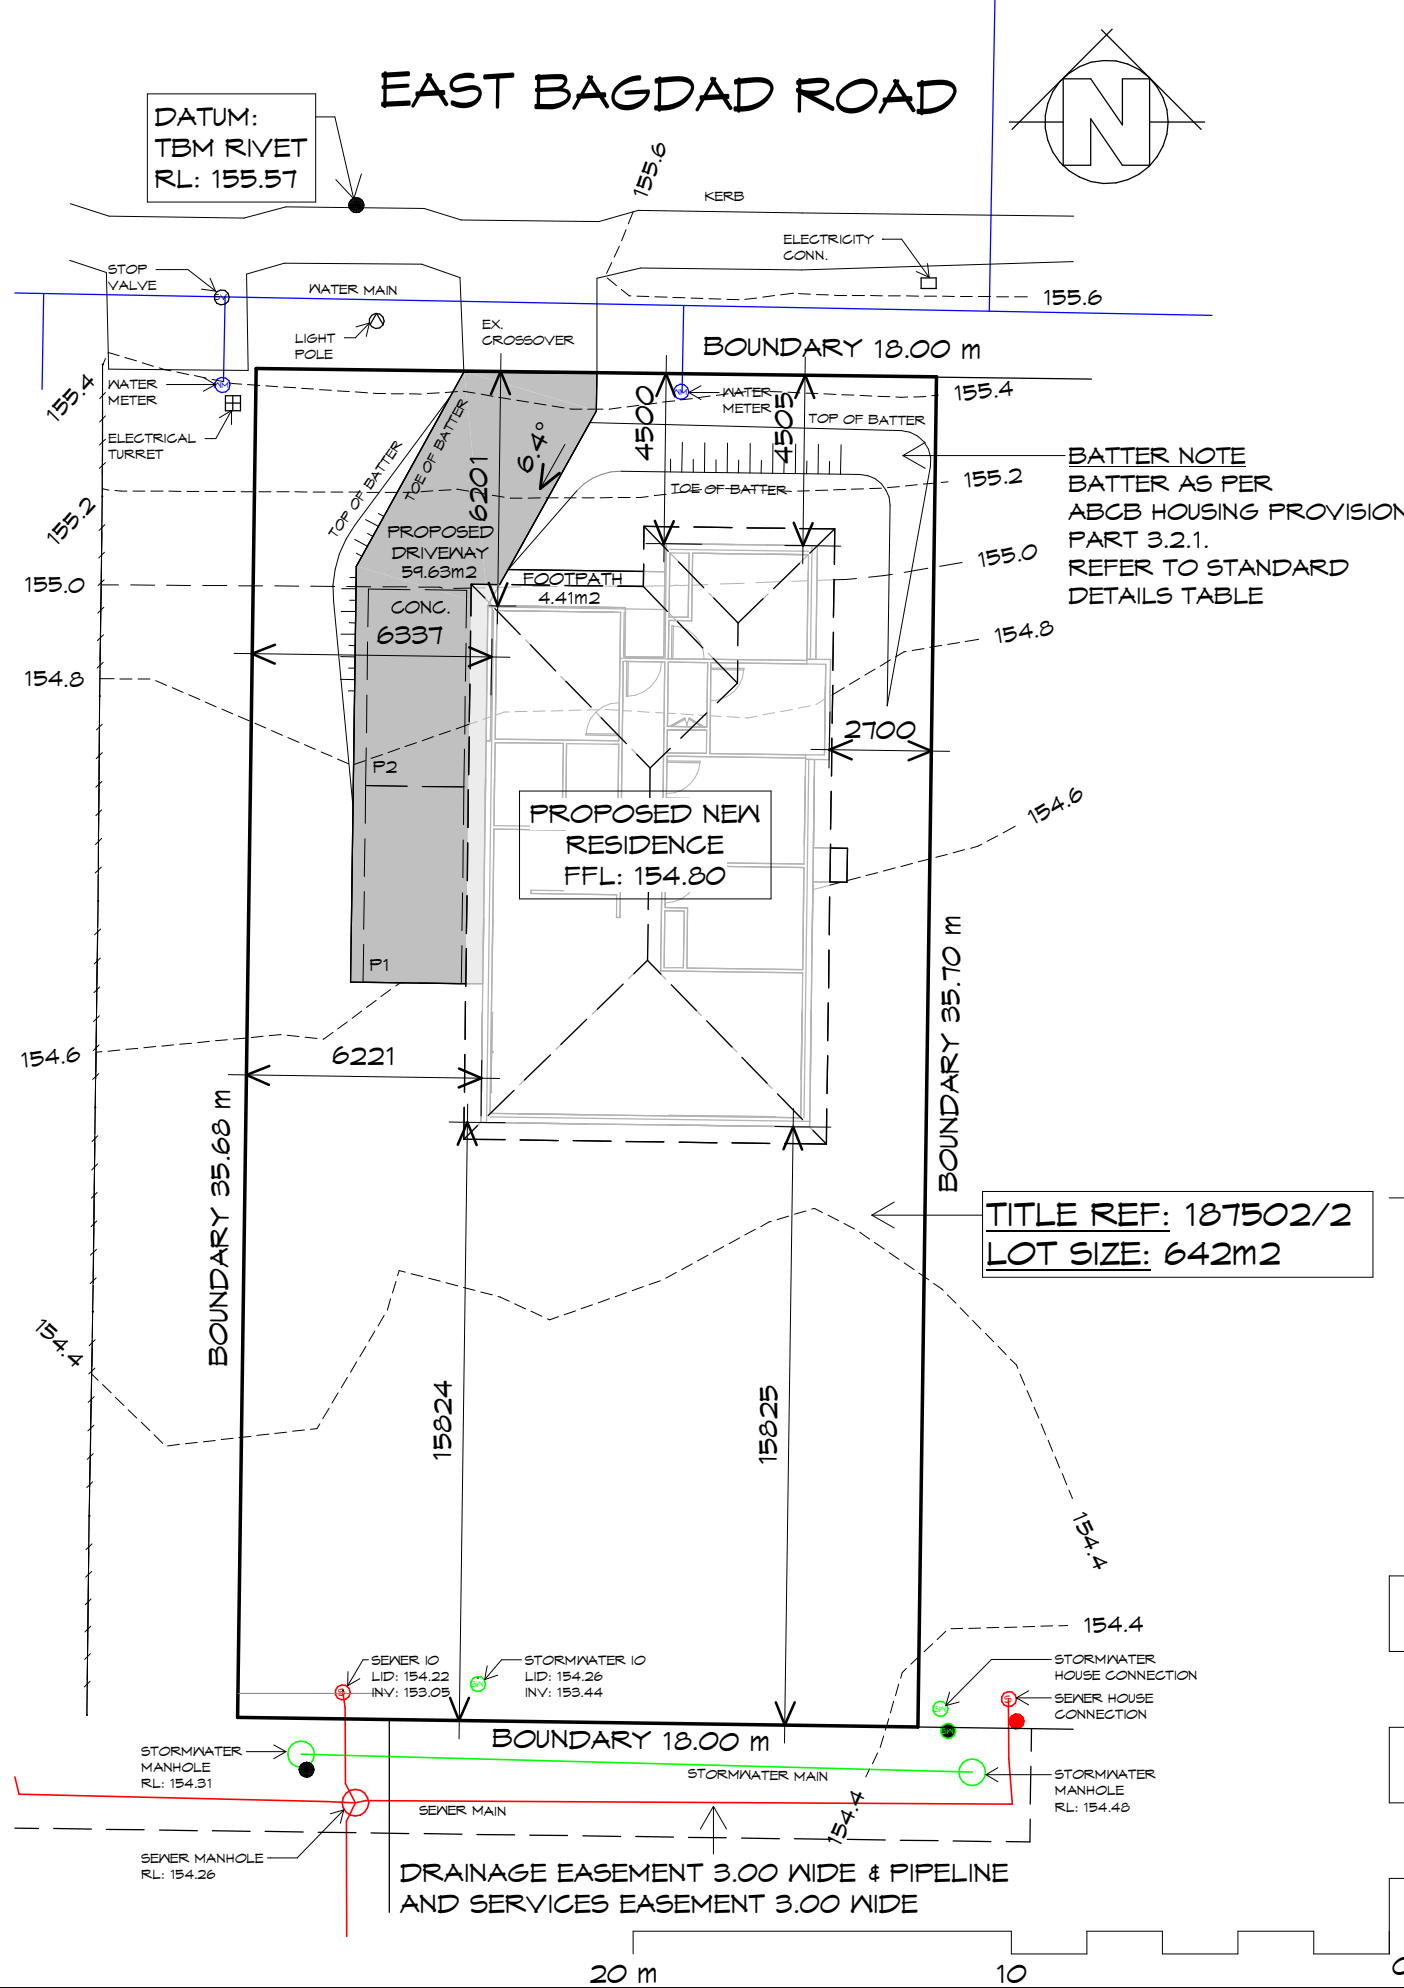 EAST BAGDAD ROAD
N
DATUM:
TBM RIVET
RL: 155.57
155.6
KERB
ELECTRICITY
CONN.
STOP
VALVE
WATER MAIN
155.6
LIGHT
POLE
EX.
CROSSOVER
BOUNDARY 18.00 m
155.4
WATER
METER
WATER
METER
155.4
ELECTRICAL
TURRET
4500
4505
TOP OF BATTER
TOP OF BATTER
TOE OF BATTER
6.4°
6201
BATTER NOTE
BATTER AS PER
ABCB HOUSING PROVISION
PART 3.2.1.
REFER TO STANDARD
DETAILS TABLE
155.2
TOE OF BATTER
155.2
PROPOSED
DRIVEWAY
59.63m2
155.0
155.0
FOOTPATH
4.41m2
CONC.
6337
154.8
154.8
2700
P2
PROPOSED NEW
RESIDENCE
FFL: 154.80
154.6
P1
154.6
6221
BOUNDARY 35.70 m
BOUNDARY 35.68 m
TITLE REF: 187502/2
LOT SIZE: 642m2
154.4
15824
15825
154.4
154.4
SEWER IO
LID: 154.22
INV: 153.05
STORMWATER IO
LID: 154.26
INV: 153.44
STORMWATER
HOUSE CONNECTION
SEWER HOUSE
CONNECTION
BOUNDARY 18.00 m
STORMWATER
MANHOLE
RL: 154.31
STORMWATER MAIN
STORMWATER
MANHOLE
RL: 154.48
SEWER MAIN
154.4
SEWER MANHOLE
RL: 154.26
DRAINAGE EASEMENT 3.00 WIDE & PIPELINE
AND SERVICES EASEMENT 3.00 WIDE
20 m
10
0